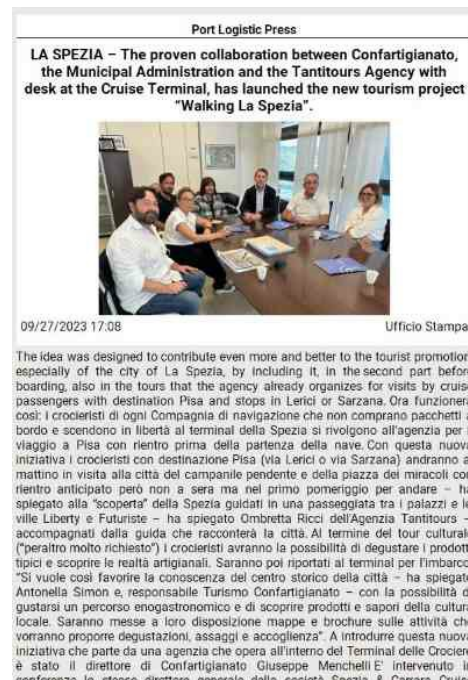 Port Logistic Press
LA SPEZIA – The proven collaboration between Confartigianato,
the Municipal Administration and the Tantitours Agency with
desk at the Cruise Terminal, has launched the new tourism project
“Walking La Spezia”.
09/27/2023 17:08 Ufficio Stampa
The idea was designed to contribute even more and better to the tourist promotion
especially of the city of La Spezia, by including it, in the second part before
boarding, also in the tours that the agency already organizes for visits by cruise
passengers with destination Pisa and stops in Lerici or Sarzana. Ora funzionerà
così: i crocieristi di ogni Compagnia di navigazione che non comprano pacchetti a
bordo e scendono in libertà al terminal della Spezia si rivolgono all'agenzia per
viaggio a Pisa con rientro prima della partenza della nave. Con questa nuova
iniziativa i crocieristi con destinazione Pisa (via Lerici o via Sarzana) andranno al
mattino in visita alla città del campanile pendente e della piazza dei miracoli con
rientro anticipato però non a sera ma nel primo pomeriggio per andare – ha
spiegato alla “scoperta” della Spezia guidati in una passeggiata tra i palazzi e le
ville Liberty e Futuriste – ha spiegato Ombretta Ricci dell'Agenzia Tantitours -
accompagnati dalla guida che racconterà la città. Al termine del tour culturale
(“peraltro molto richiesto”) i crocieristi avranno la possibilità di degustare i prodotti
tipici e scoprire le realtà artigianali. Saranno poi riportati al terminal per l'imbarco.
“Si vuole così favorire la conoscenza del centro storico della città – ha spiegato
Antonella Simon e, responsabile Turismo Confartigianato – con la possibilità di
gustarsi un percorso enogastronomico e di scoprire prodotti e sapori della cultura
locale. Saranno messe a loro disposizione mappe e brochure sulle attività che
vorranno proporre degustazioni, assaggi e accoglienza”. A introdurre questa nuova
iniziativa che parte da una agenzia che opera all'interno del Terminal delle Crociere
è stato il direttore di Confartigianato Giuseppe Menchelli E' intervenuto in
conferenza lo stesso direttore generale della società Spezia & Carrara Cruise